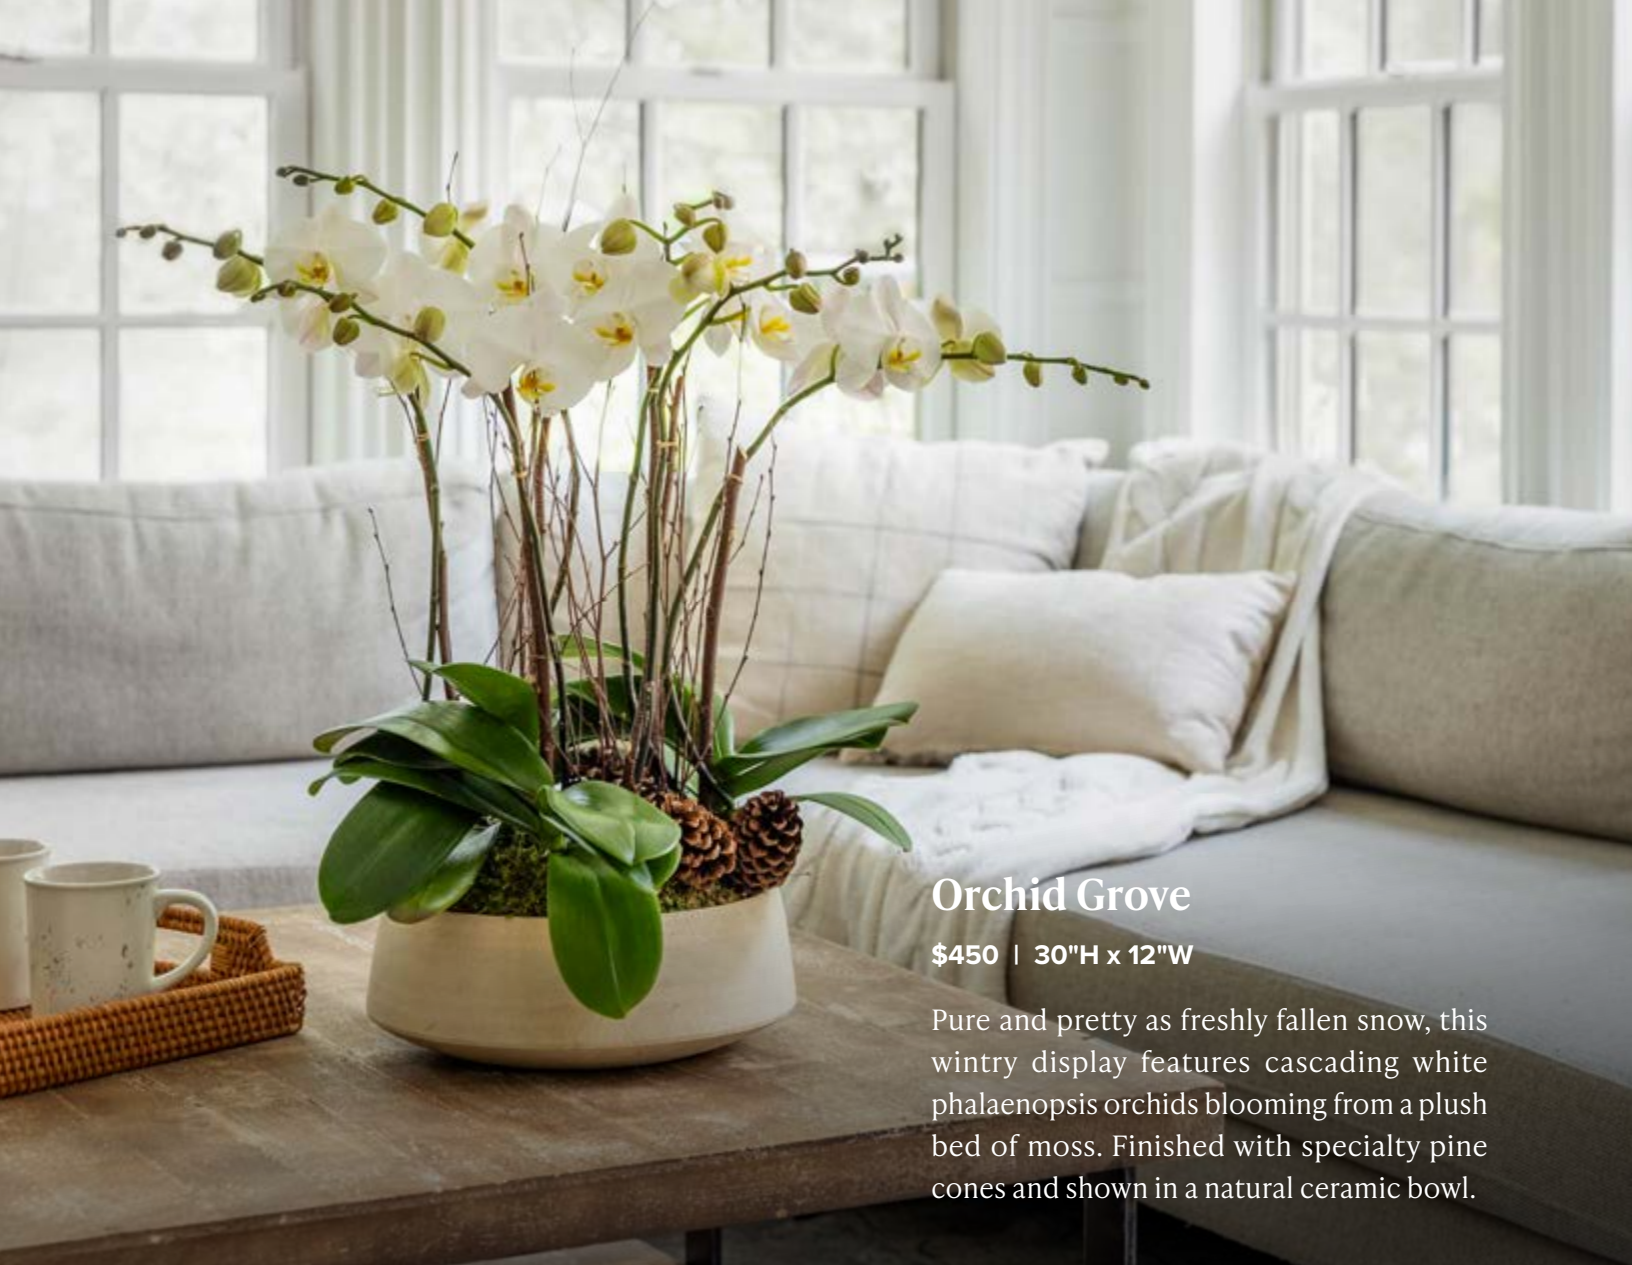 Orchid Grove
$450 | 30"H x 12"W
Pure and pretty as freshly fallen snow, this
wintry display features cascading white
phalaenopsis orchids blooming from a plush
bed of moss. Finished with specialty pine
cones and shown in a natural ceramic bowl.